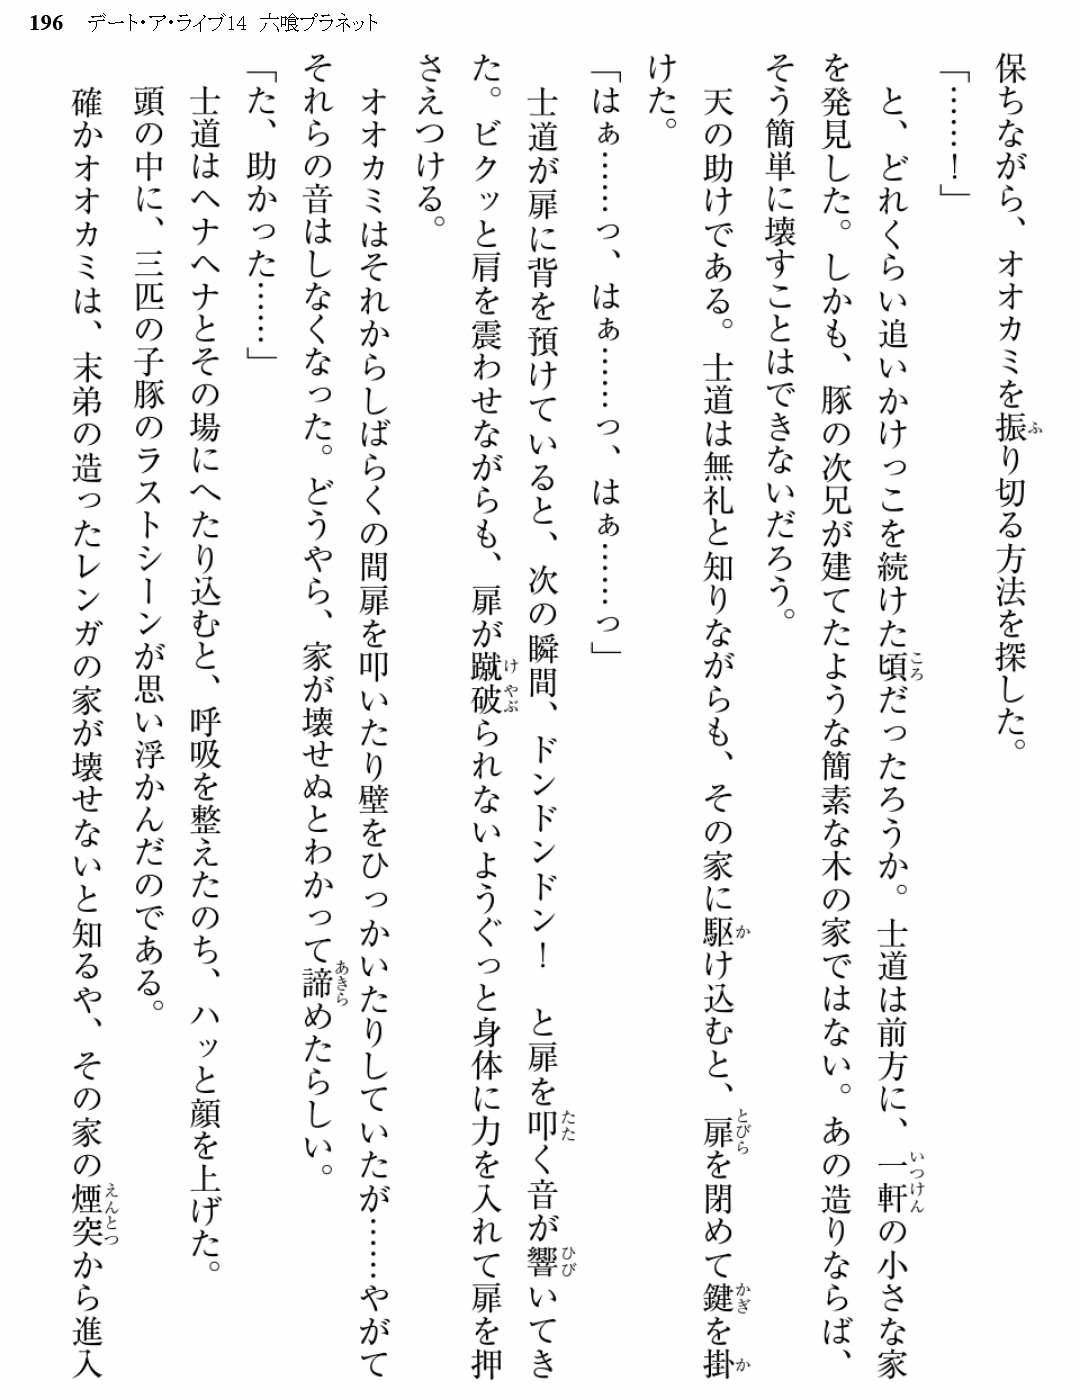 196 デート・ア・ライブ14 六喰プラネット
保ちながら、オオカミを振り切る方法を探した。
「……！」
と、どれくらい追いかけっこを続けた頃だったろうか。士道は前方に、一軒の小さな家
を発見した。しかも、豚の次兄が建てたような簡素な木の家ではない。あの造りならば、
そう簡単に壊すことはできないだろう。
天の助けである。士道は無礼と知りながらも、その家に駆け込むと、扉を閉めて鍵を掛
けた。
「はぁ……っ、はぁ……っ、はぁ……っ」
士道が扉に背を預けていると、次の瞬間、ドンドンドン！　と扉を叩く音が響いてき
た。ビクッと肩を震わせながらも、扉が蹴破られないようぐっと身体に力を入れて扉を押
さえつける。
オオカミはそれからしばらくの間扉を叩いたり壁をひっかいたりしていたが……やがて
それらの音はしなくなった。どうやら、家が壊せぬとわかって諦めたらしい。
「た、助かった……」
士道はヘナヘナとその場にへたり込むと、呼吸を整えたのち、ハッと顔を上げた。
頭の中に、三匹の子豚のラストシーンが思い浮かんだのである。
確かオオカミは、末弟の造ったレンガの家が壊せないと知るや、その家の煙突から進入